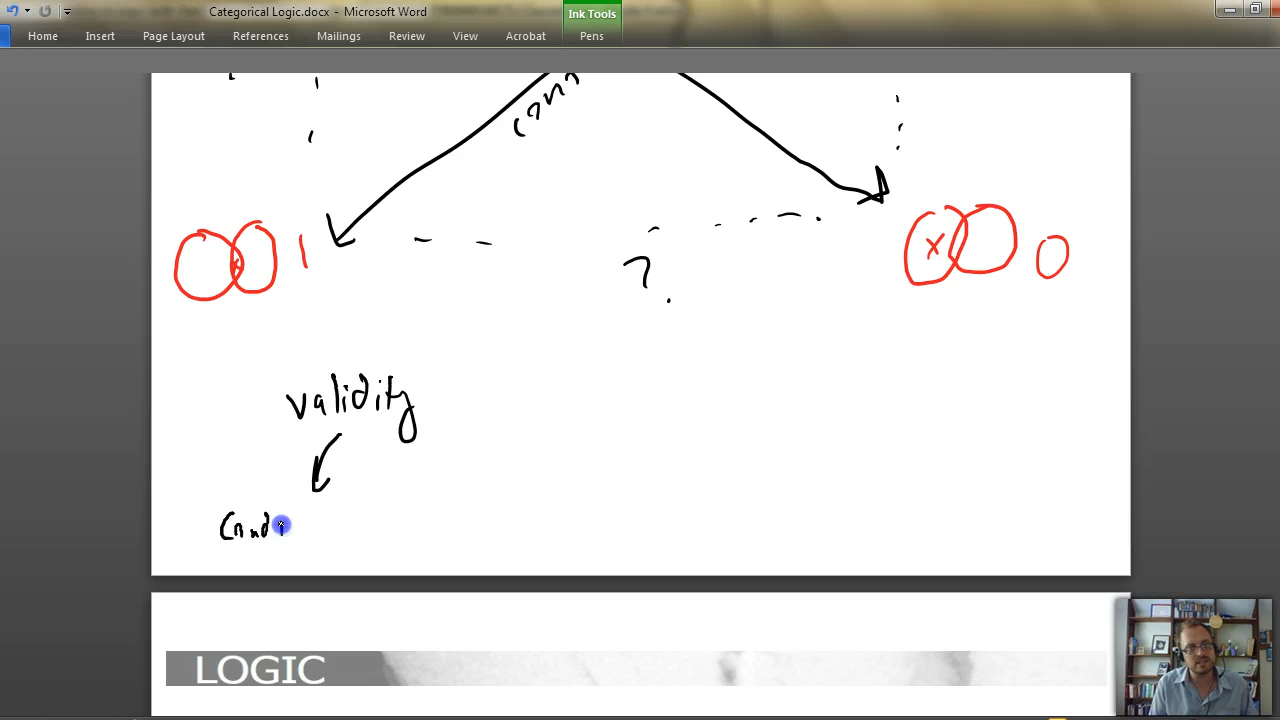 Categorical Logic.docx - Microsoft Word
Ink Tools
Home Insert Page Layout References Mailings Review View Acrobat Pens
x I
x O
?
validity
LOGIC